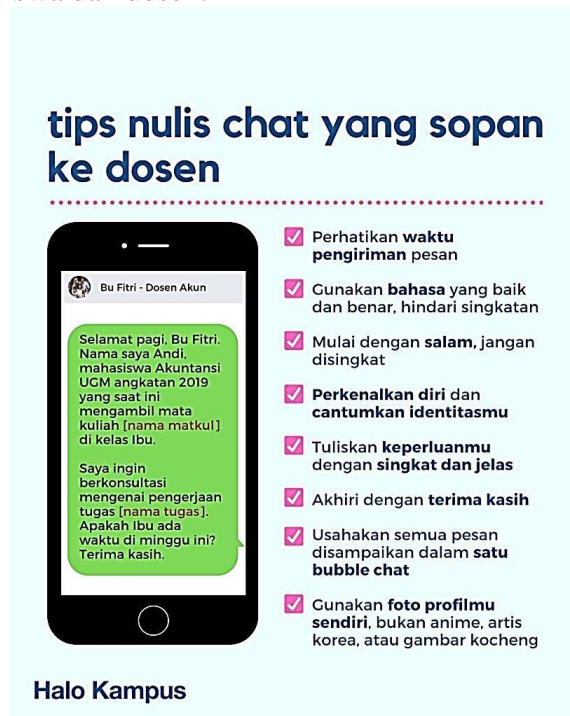 tips nulis chat yang sopan
ke dosen
Bu Fitri - Dosen Akun
Selamat pagi, Bu Fitri.
Nama saya Andi,
mahasiswa Akuntansi
UGM angkatan 2019
yang saat ini
mengambil mata
kuliah [nama matkul]
di kelas Ibu.
Saya ingin
berkonsultasi
mengenai pengerjaan
tugas [nama tugas].
Apakah Ibu ada
waktu di minggu ini?
Terima kasih.
Perhatikan waktu
pengiriman pesan
Gunakan bahasa yang baik
dan benar, hindari singkatan
Mulai dengan salam, jangan
disingkat
Perkenalkan diri dan
cantumkan identitasmu
Tuliskan keperluanmu
dengan singkat dan jelas
Akhiri dengan terima kasih
Usahakan semua pesan
disampaikan dalam satu
bubble chat
Gunakan foto profilmu
sendiri, bukan anime, artis
korea, atau gambar kocheng
Halo Kampus